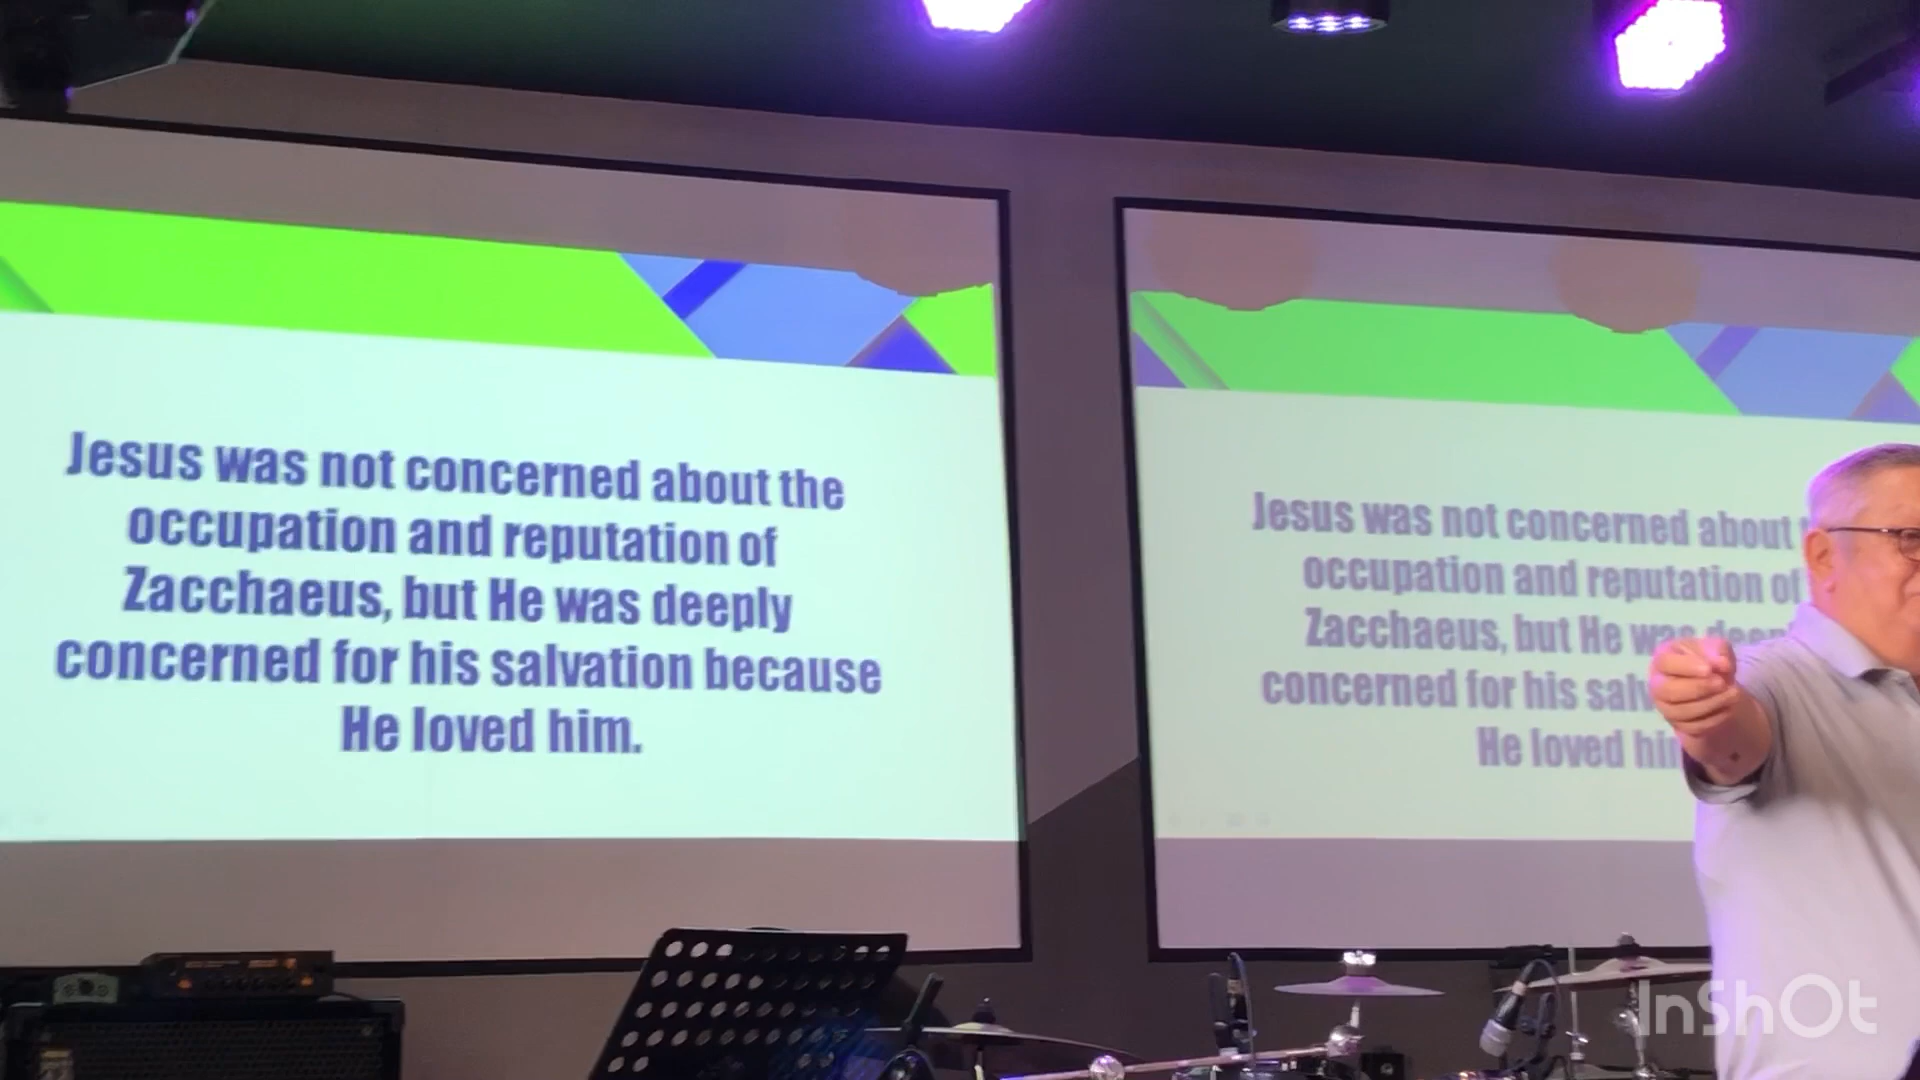 Jesus was not concerned about the
occupation and reputation of
Zacchaeus, but He was deeply
concerned for his salvation because
He loved him.
Jesus was not concerned about
occupation and reputation of
Zacchaeus, but He was
concerned for his
He loved
InShOt